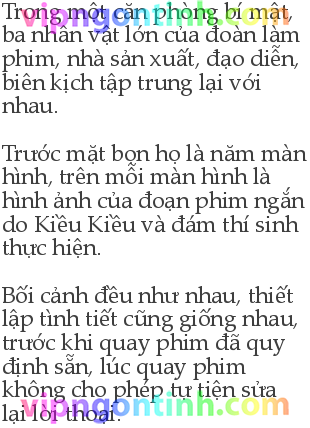 Trong một căn phòng bí mật,
vipngontinh.com
ba nhân vật lớn của đoàn làm
phim, nhà sản xuất, đạo diễn,
biên kịch tập trung lại với
nhau.
Trước mặt bọn họ là năm màn
hình, trên mỗi màn hình là
hình ảnh của đoạn phim ngắn
do Kiều Kiều và đám thí sinh
thực hiện.
Bối cảnh đều như nhau, thiết
lập tình tiết cũng giống nhau,
trước khi quay phim đã quy
định sẵn, lúc quay phim
không cho phép tự tiện sửa
lại lời thoại.
vipngontinh.com